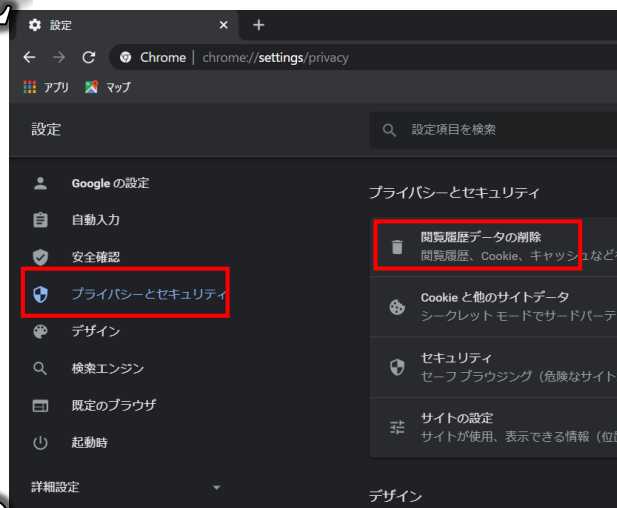 設定
Chrome | chrome://settings/privacy
アプリ マップ
設定
設定項目を検索
Google の設定
自動入力
安全確認
プライバシーとセキュリティ
デザイン
検索エンジン
既定のブラウザ
起動時
詳細設定
プライバシーとセキュリティ
閲覧履歴データの削除
閲覧履歴、Cookie、キャッシュなど
Cookie と他のサイトデータ
シークレット モードでサードパーテ
セキュリティ
セーフ ブラウジング（危険なサイト
サイトの設定
サイトが使用、表示できる情報（位
デザイン